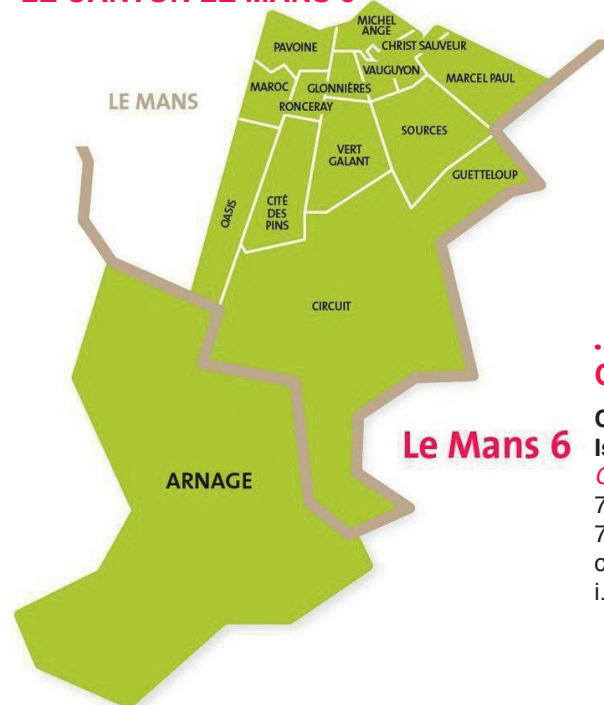 MICHEL
ANGE
PAVOINE
CHRIST SAUVEUR
VAUGUYON
MARCEL PAUL
MAROC
GLONNIÈRES
LE MANS
RONCERAY
SOURCES
VERT
GALANT
GUETTELOUP
OASIS
CITÉ
DES
PINS
CIRCUIT
Le Mans 6
ARNAGE